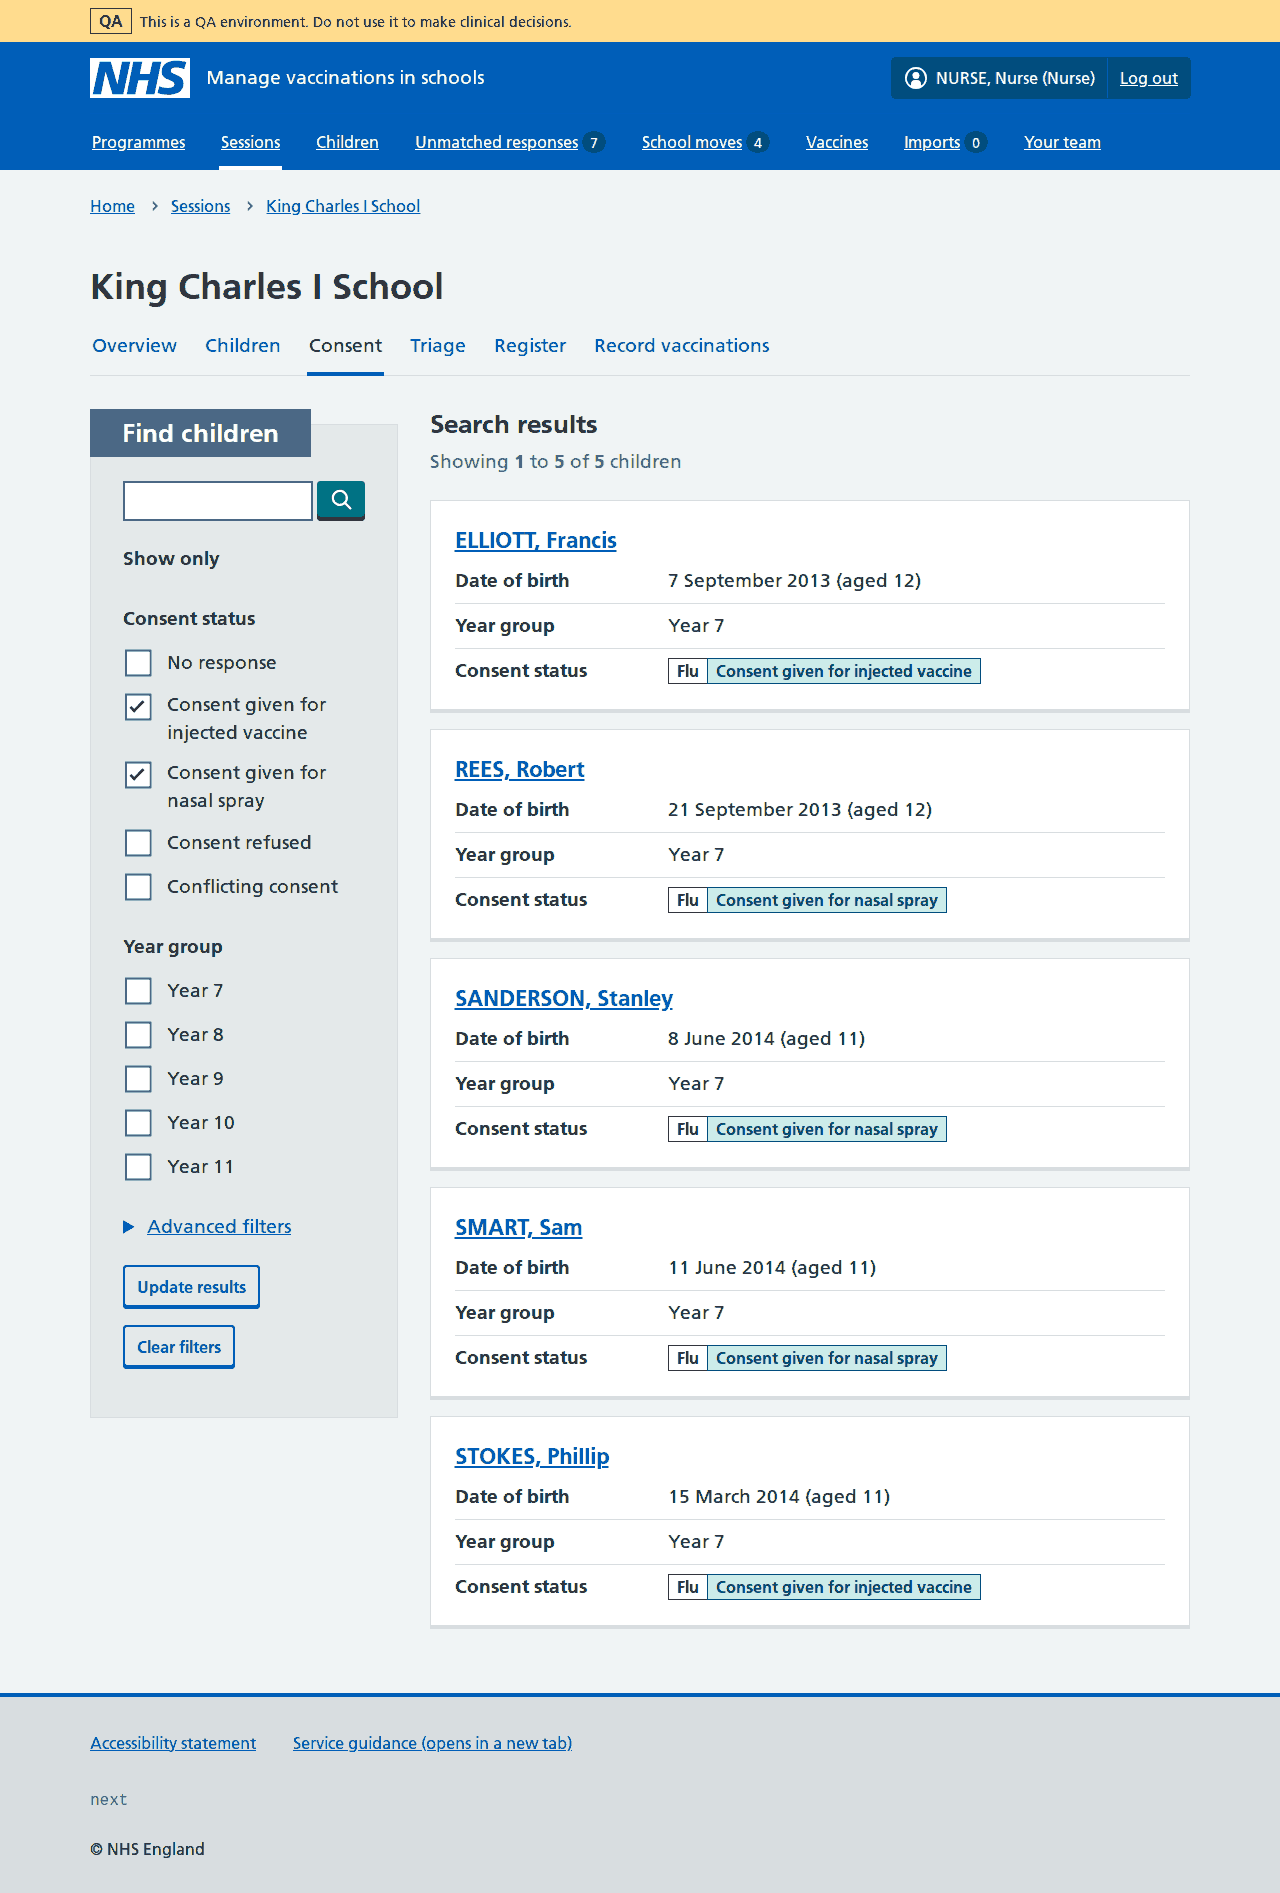 QA This is a QA environment. Do not use it to make clinical decisions.
NHS Manage vaccinations in schools NURSE, Nurse (Nurse) Log out
Programmes Sessions Children Unmatched responses 7 School moves 4 Vaccines Imports 0 Your team
Home Sessions King Charles I School
King Charles I School
Overview Children Consent Triage Register Record vaccinations
Find children
Show only
Consent status
No response
Consent given for
injected vaccine
Consent given for
nasal spray
Consent refused
Conflicting consent
Year group
Year 7
Year 8
Year 9
Year 10
Year 11
Advanced filters
Update results
Clear filters
Search results
Showing 1 to 5 of 5 children
ELLIOTT, Francis
Date of birth 7 September 2013 (aged 12)
Year group Year 7
Consent status Flu Consent given for injected vaccine
REES, Robert
Date of birth 21 September 2013 (aged 12)
Year group Year 7
Consent status Flu Consent given for nasal spray
SANDERSON, Stanley
Date of birth 8 June 2014 (aged 11)
Year group Year 7
Consent status Flu Consent given for nasal spray
SMART, Sam
Date of birth 11 June 2014 (aged 11)
Year group Year 7
Consent status Flu Consent given for nasal spray
STOKES, Phillip
Date of birth 15 March 2014 (aged 11)
Year group Year 7
Consent status Flu Consent given for injected vaccine
Accessibility statement Service guidance (opens in a new tab)
next
© NHS England